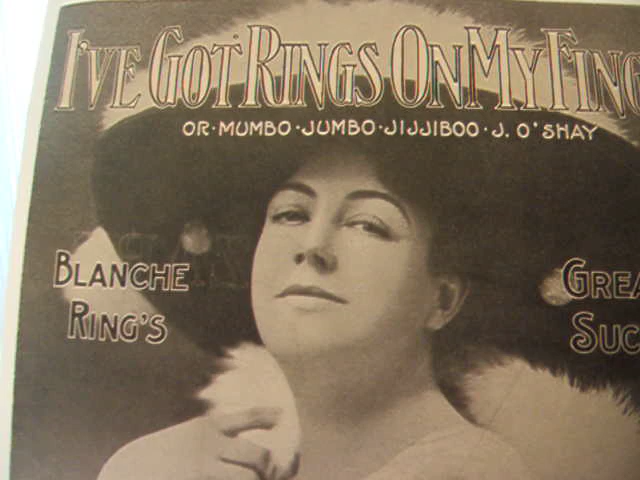 I'VE GOT RINGS ON MY FING
OR·MUMBO·JUMBO·JIJJIBOO·J. O'SHAY
BLANCHE
RING'S
GREA
SUC